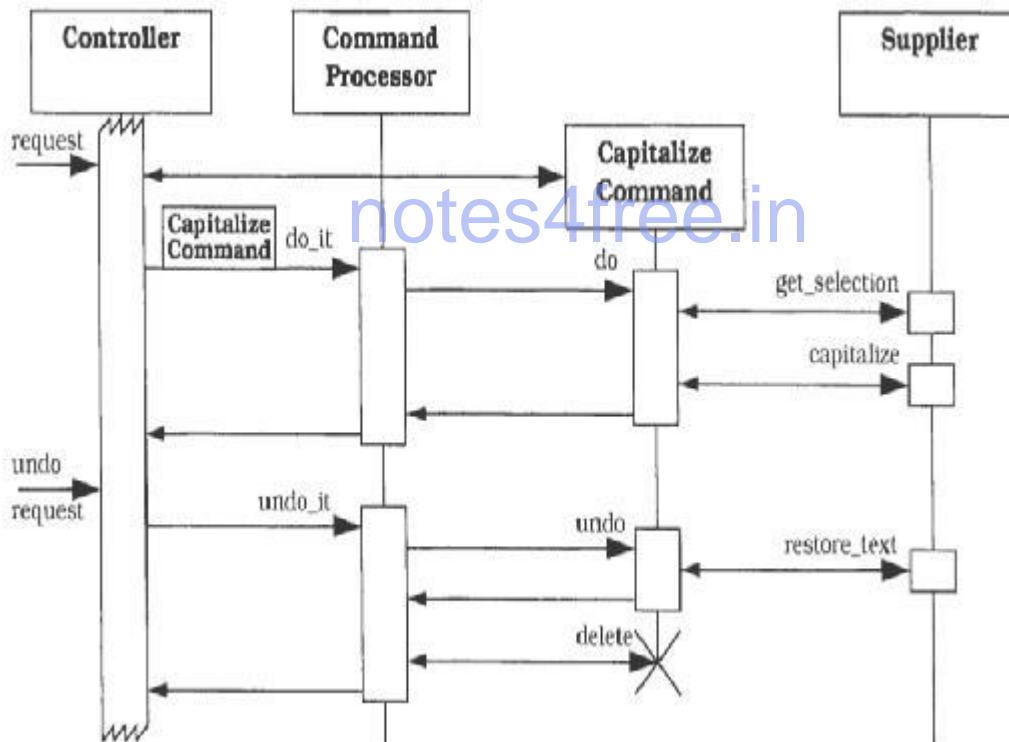 Controller
Command
Processor
Supplier
request
Capitalize
Command
notes4free.in
Capitalize
Command
do_it
do
get_selection
capitalize
undo
request
undo_it
undo
restore_text
delete